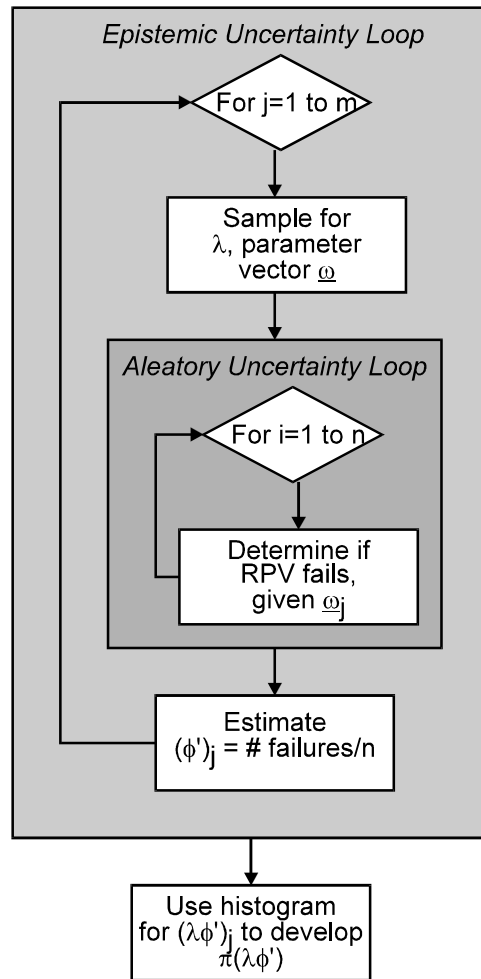 Epistemic Uncertainty Loop
For j=1 to m
Sample for
λ, parameter
vector ω
Aleatory Uncertainty Loop
For i=1 to n
Determine if
RPV fails,
given ωj
Estimate
(ϕ')j = # failures/n
Use histogram
for (λϕ')j to develop
π(λϕ')